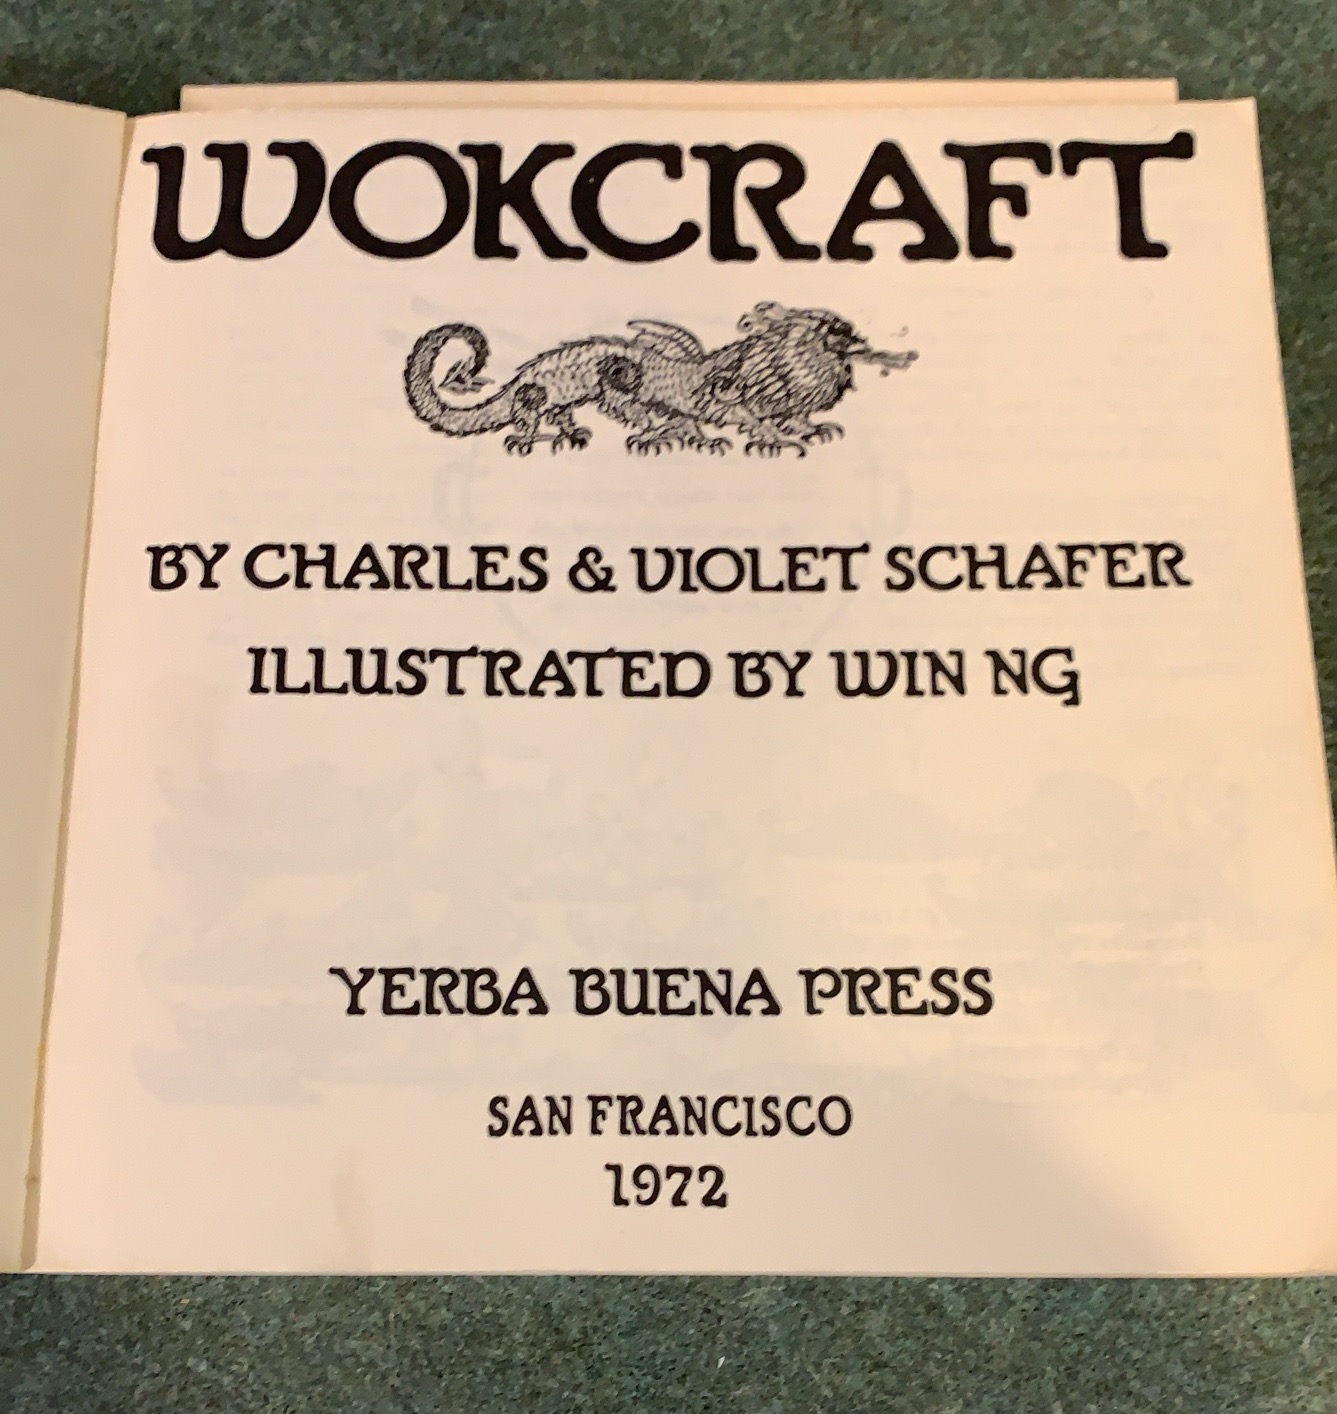 WOKCRAFT
BY CHARLES & VIOLET SCHAFER
ILLUSTRATED BY WIN NG
YERBA BUENA PRESS
SAN FRANCISCO
1972